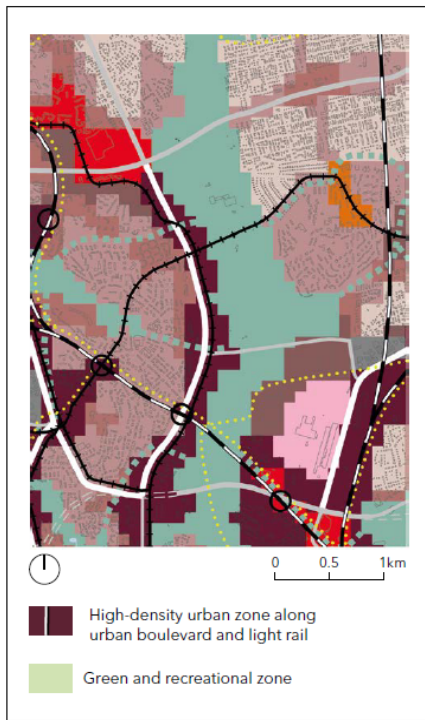 0 0.5 1km
High-density urban zone along
urban boulevard and light rail
Green and recreational zone